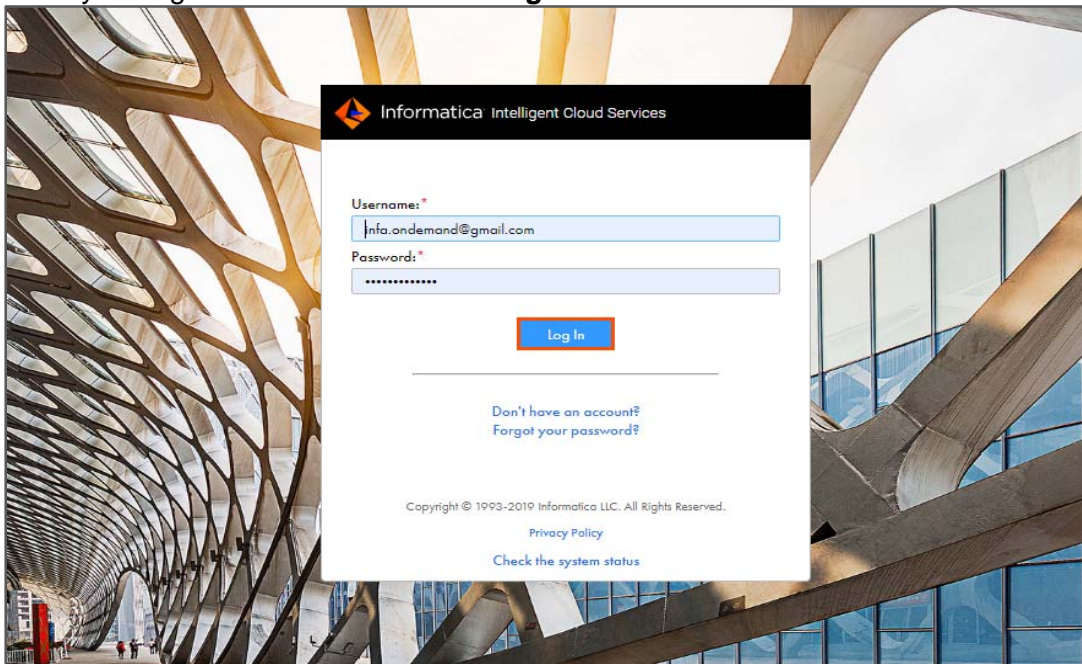 Informatica Intelligent Cloud Services
Username:*
infa.ondemand@gmail.com
Password:*
•••••••••••••
Log In
Don't have an account?
Forgot your password?
Copyright © 1993-2019 Informatica LLC. All Rights Reserved.
Privacy Policy
Check the system status